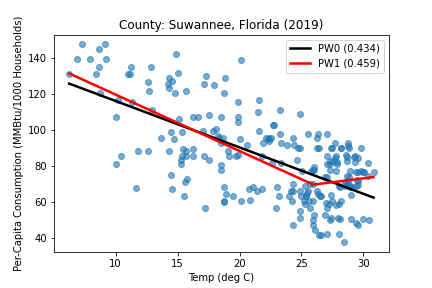 County: Suwannee, Florida (2019)
Per-Capita Consumption (MMBtu/1000 Households)
140
120
100
80
60
40
PW0 (0.434)
PW1 (0.459)
10 15 20 25 30
Temp (deg C)